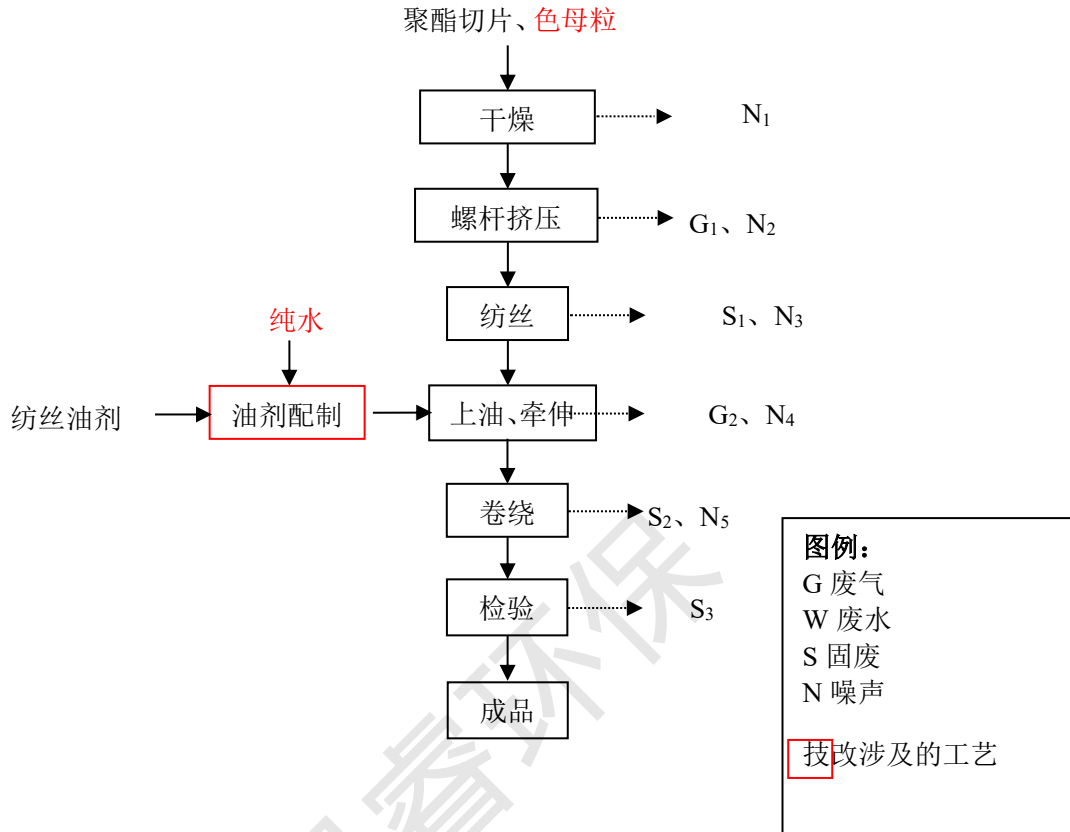 聚酯切片、色母粒
干燥
N₁
螺杆挤压
G₁、N₂
纺丝
S₁、N₃
纯水
纺丝油剂
油剂配制
上油、牵伸
G₂、N₄
卷绕
S₂、N₅
检验
S₃
成品
图例：
G 废气
W 废水
S 固废
N 噪声
技改涉及的工艺
睿环保